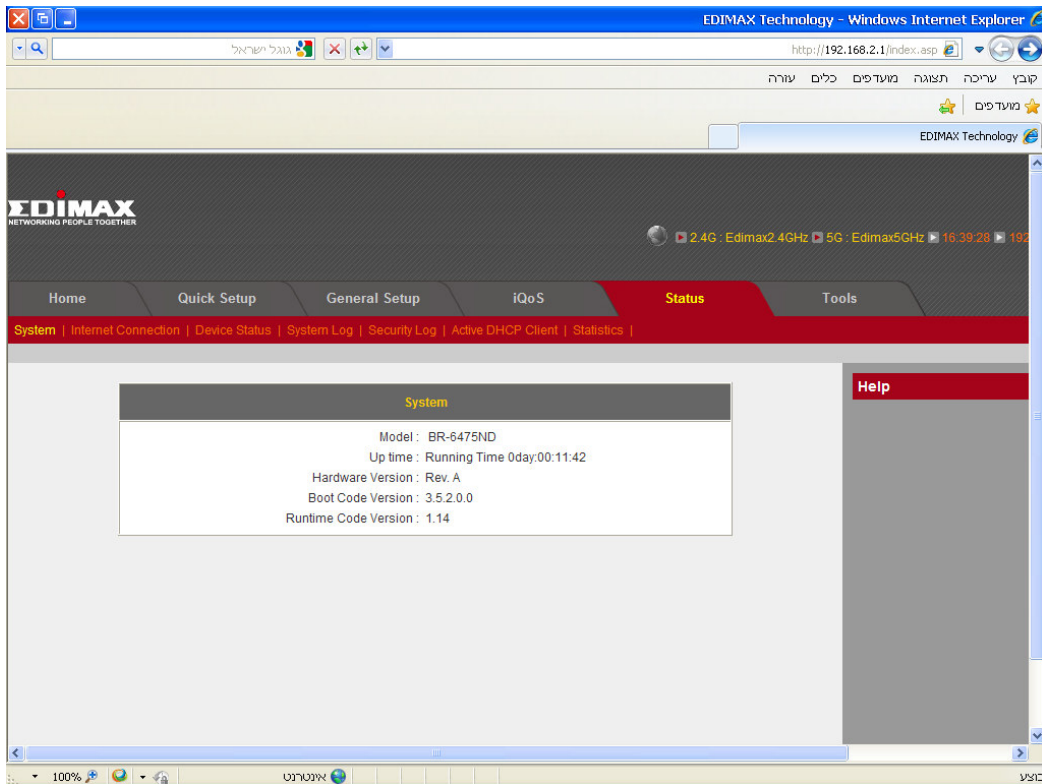 EDIMAX Technology - Windows Internet Explorer
http://192.168.2.1/index.asp
גוגל ישראל
קובץ עריכה תצוגה מועדפים כלים עזרה
מועדפים
EDIMAX Technology
EDIMAX
NETWORKING PEOPLE TOGETHER
2.4G : Edimax2.4GHz 5G : Edimax5GHz 16:39:28 192
Home Quick Setup General Setup iQoS Status Tools
System | Internet Connection | Device Status | System Log | Security Log | Active DHCP Client | Statistics |
Help
System
Model : BR-6475ND
Up time : Running Time 0day:00:11:42
Hardware Version : Rev. A
Boot Code Version : 3.5.2.0.0
Runtime Code Version : 1.14
בוצע
אינטרנט
100%